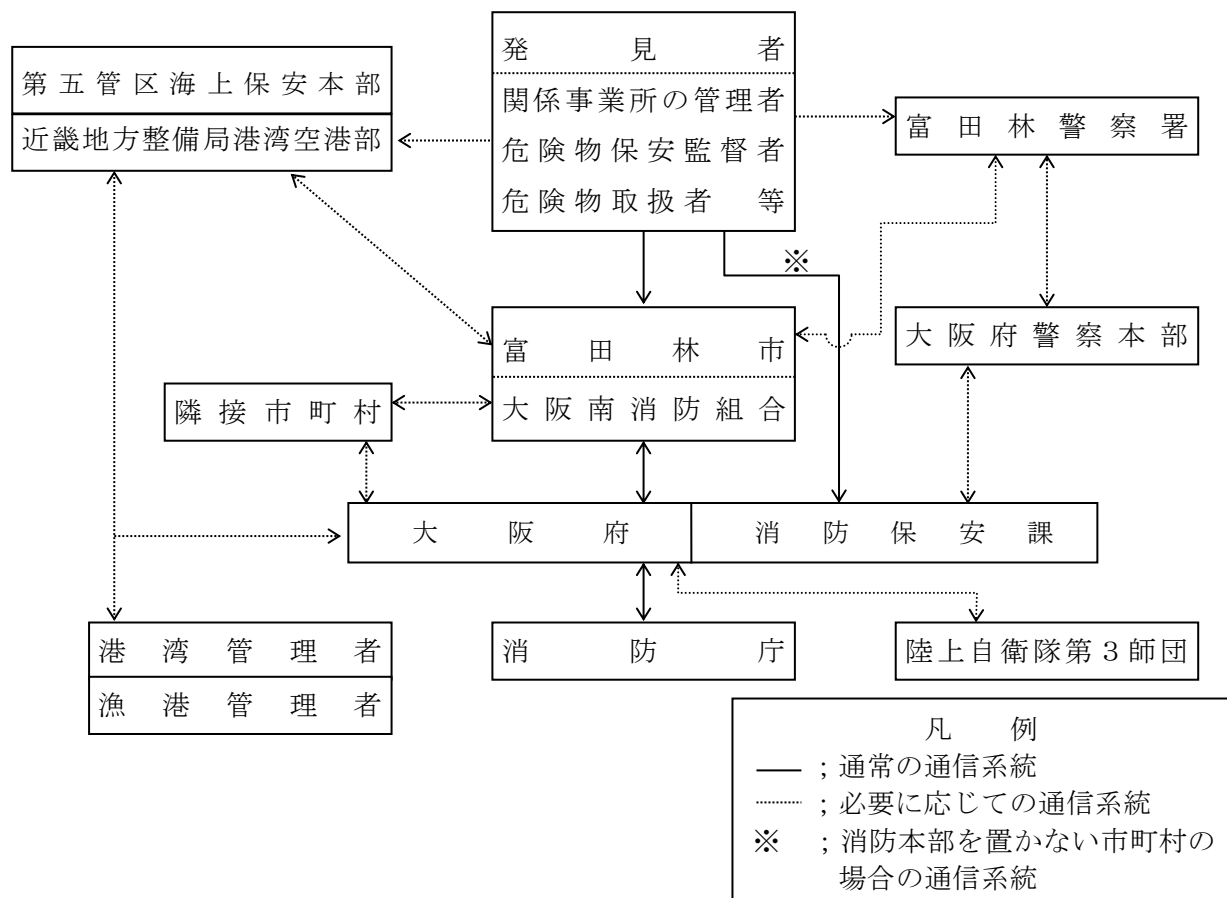 発見者
関係事業所の管理者
危険物保安監督者
危険物取扱者等
第五管区海上保安本部
近畿地方整備局港湾空港部
富田林警察署
※
富田林市
大阪南消防組合
大阪府警察本部
隣接市町村
大阪府
消防保安課
港湾管理者
漁港管理者
消防庁
陸上自衛隊第3師団
凡例
;通常の通信系統
;必要に応じての通信系統
※ ;消防本部を置かない市町村の
場合の通信系統